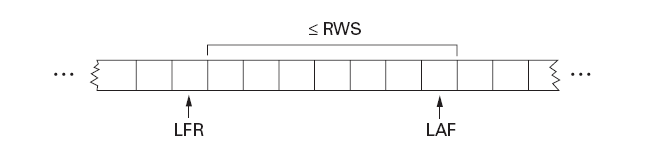 ≤ RWS
... ...
LFR LAF